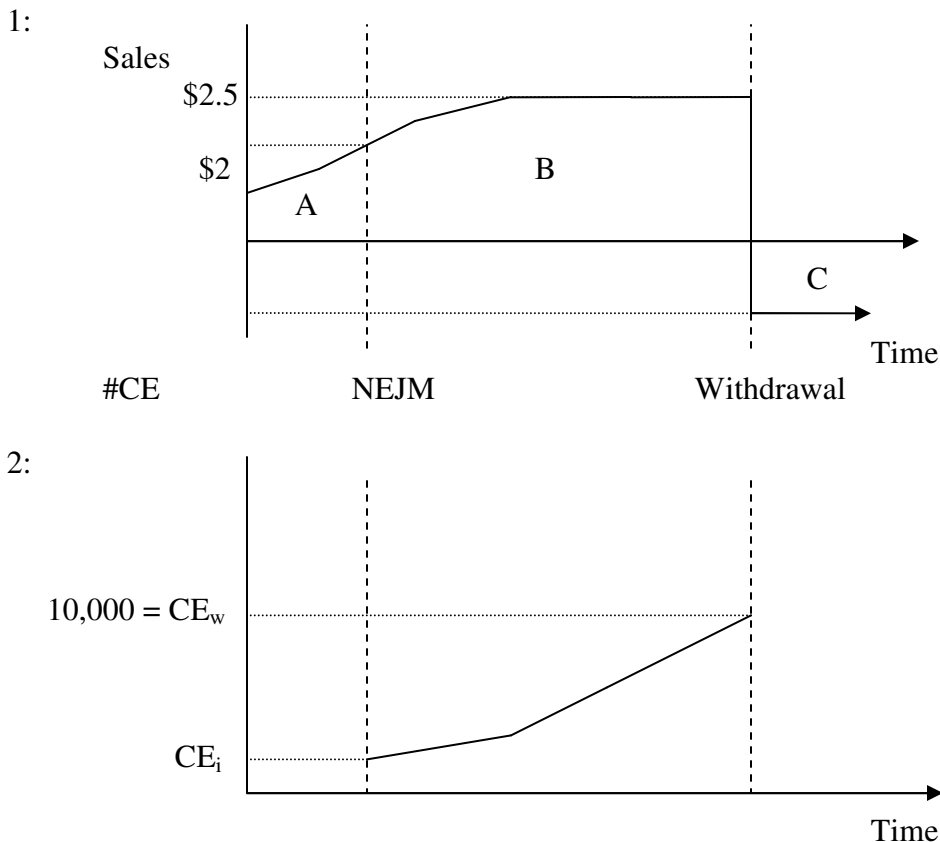 1:
Sales
$2.5
$2
A
B
C
Time
#CE NEJM Withdrawal
2:
10,000 = CEw
CEi
Time